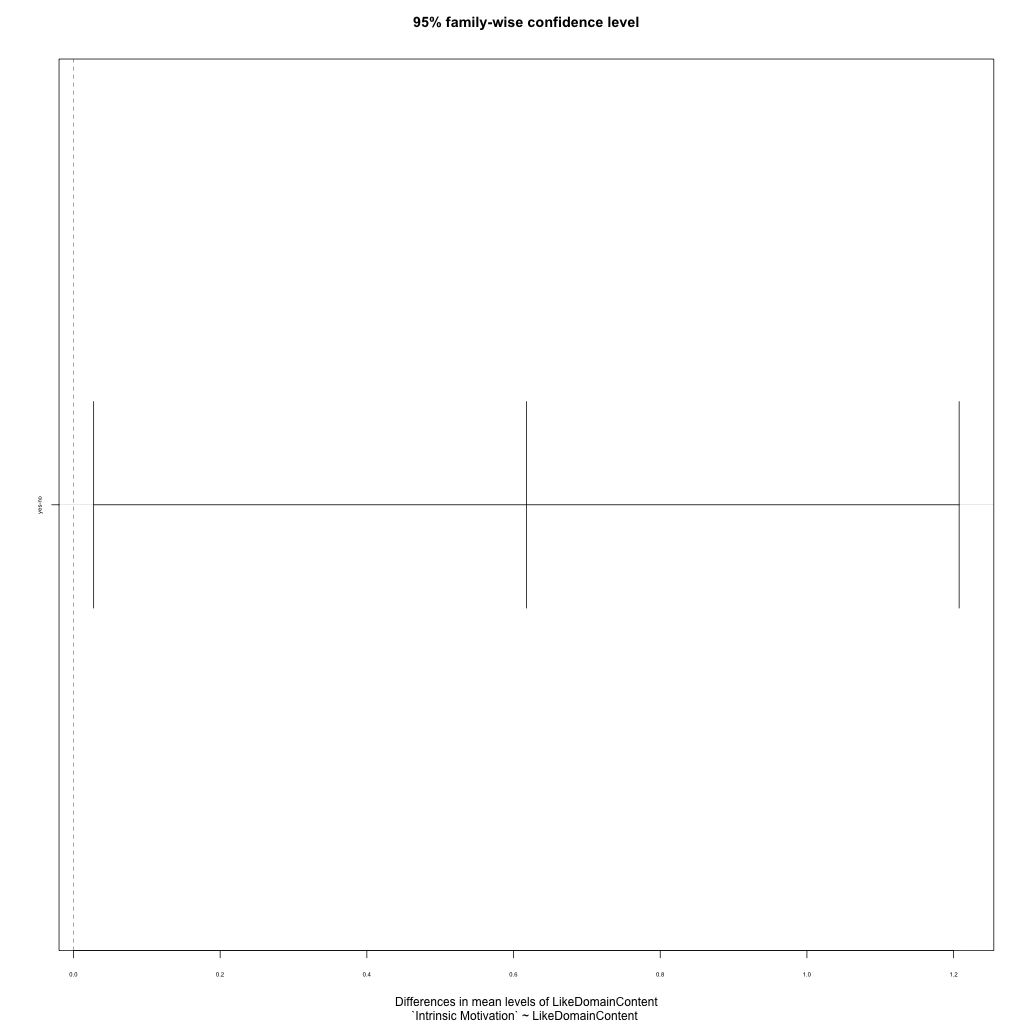 95% family-wise confidence level
yes-no
0.0 0.2 0.4 0.6 0.8 1.0 1.2
Differences in mean levels of LikeDomainContent
`Intrinsic Motivation` ~ LikeDomainContent